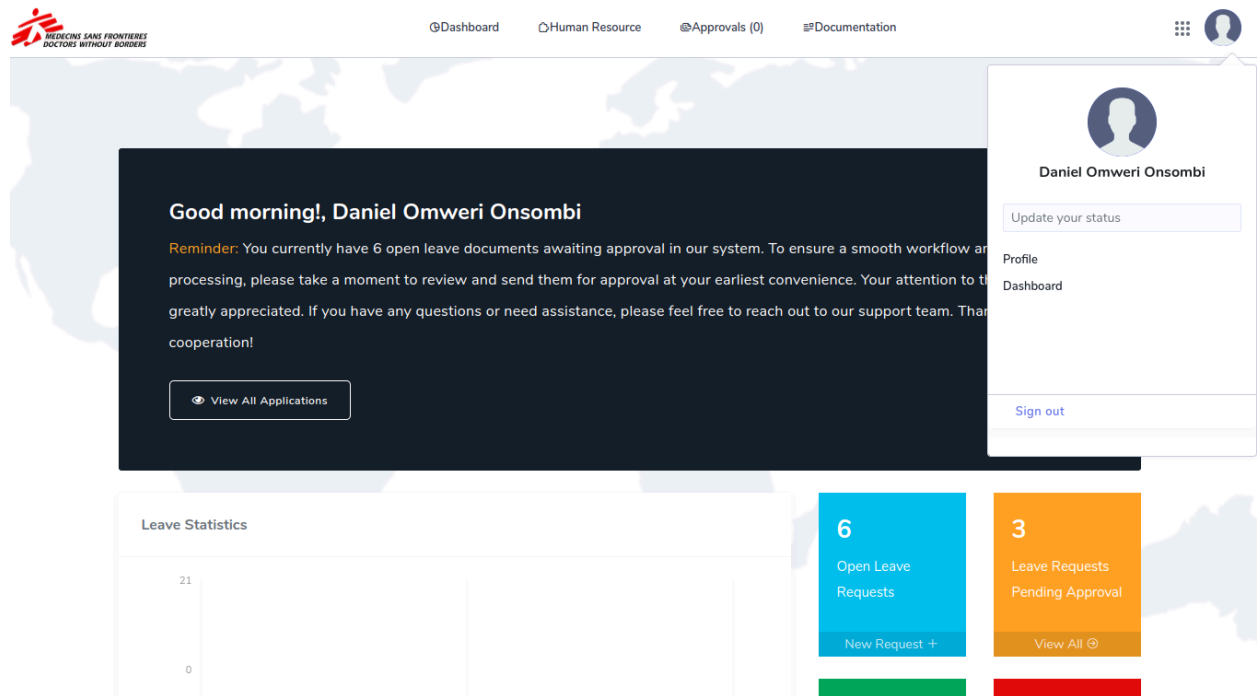 MEDECINS SANS FRONTIERES
DOCTORS WITHOUT BORDERS
Dashboard
Human Resource
Approvals (0)
Documentation
Daniel Omweri Onsombi
Update your status
Profile
Dashboard
Sign out
Good morning!, Daniel Omweri Onsombi
Reminder: You currently have 6 open leave documents awaiting approval in our system. To ensure a smooth workflow
processing, please take a moment to review and send them for approval at your earliest convenience. Your attention to
greatly appreciated. If you have any questions or need assistance, please feel free to reach out to our support team.
cooperation!
View All Applications
Leave Statistics
21
0
6
Open Leave
Requests
New Request +
3
Leave Requests
Pending Approval
View All